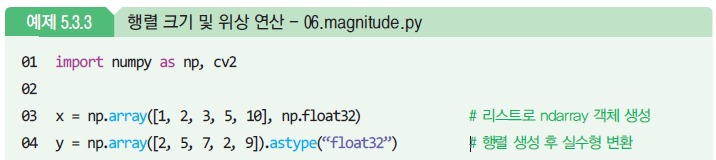 예제 5.3.3 행렬 크기 및 위상 연산 - 06.magnitude.py
01 import numpy as np, cv2
02
03 x = np.array([1, 2, 3, 5, 10], np.float32) # 리스트로 ndarray 객체 생성
04 y = np.array([2, 5, 7, 2, 9]).astype(“float32”) # 행렬 생성 후 실수형 변환